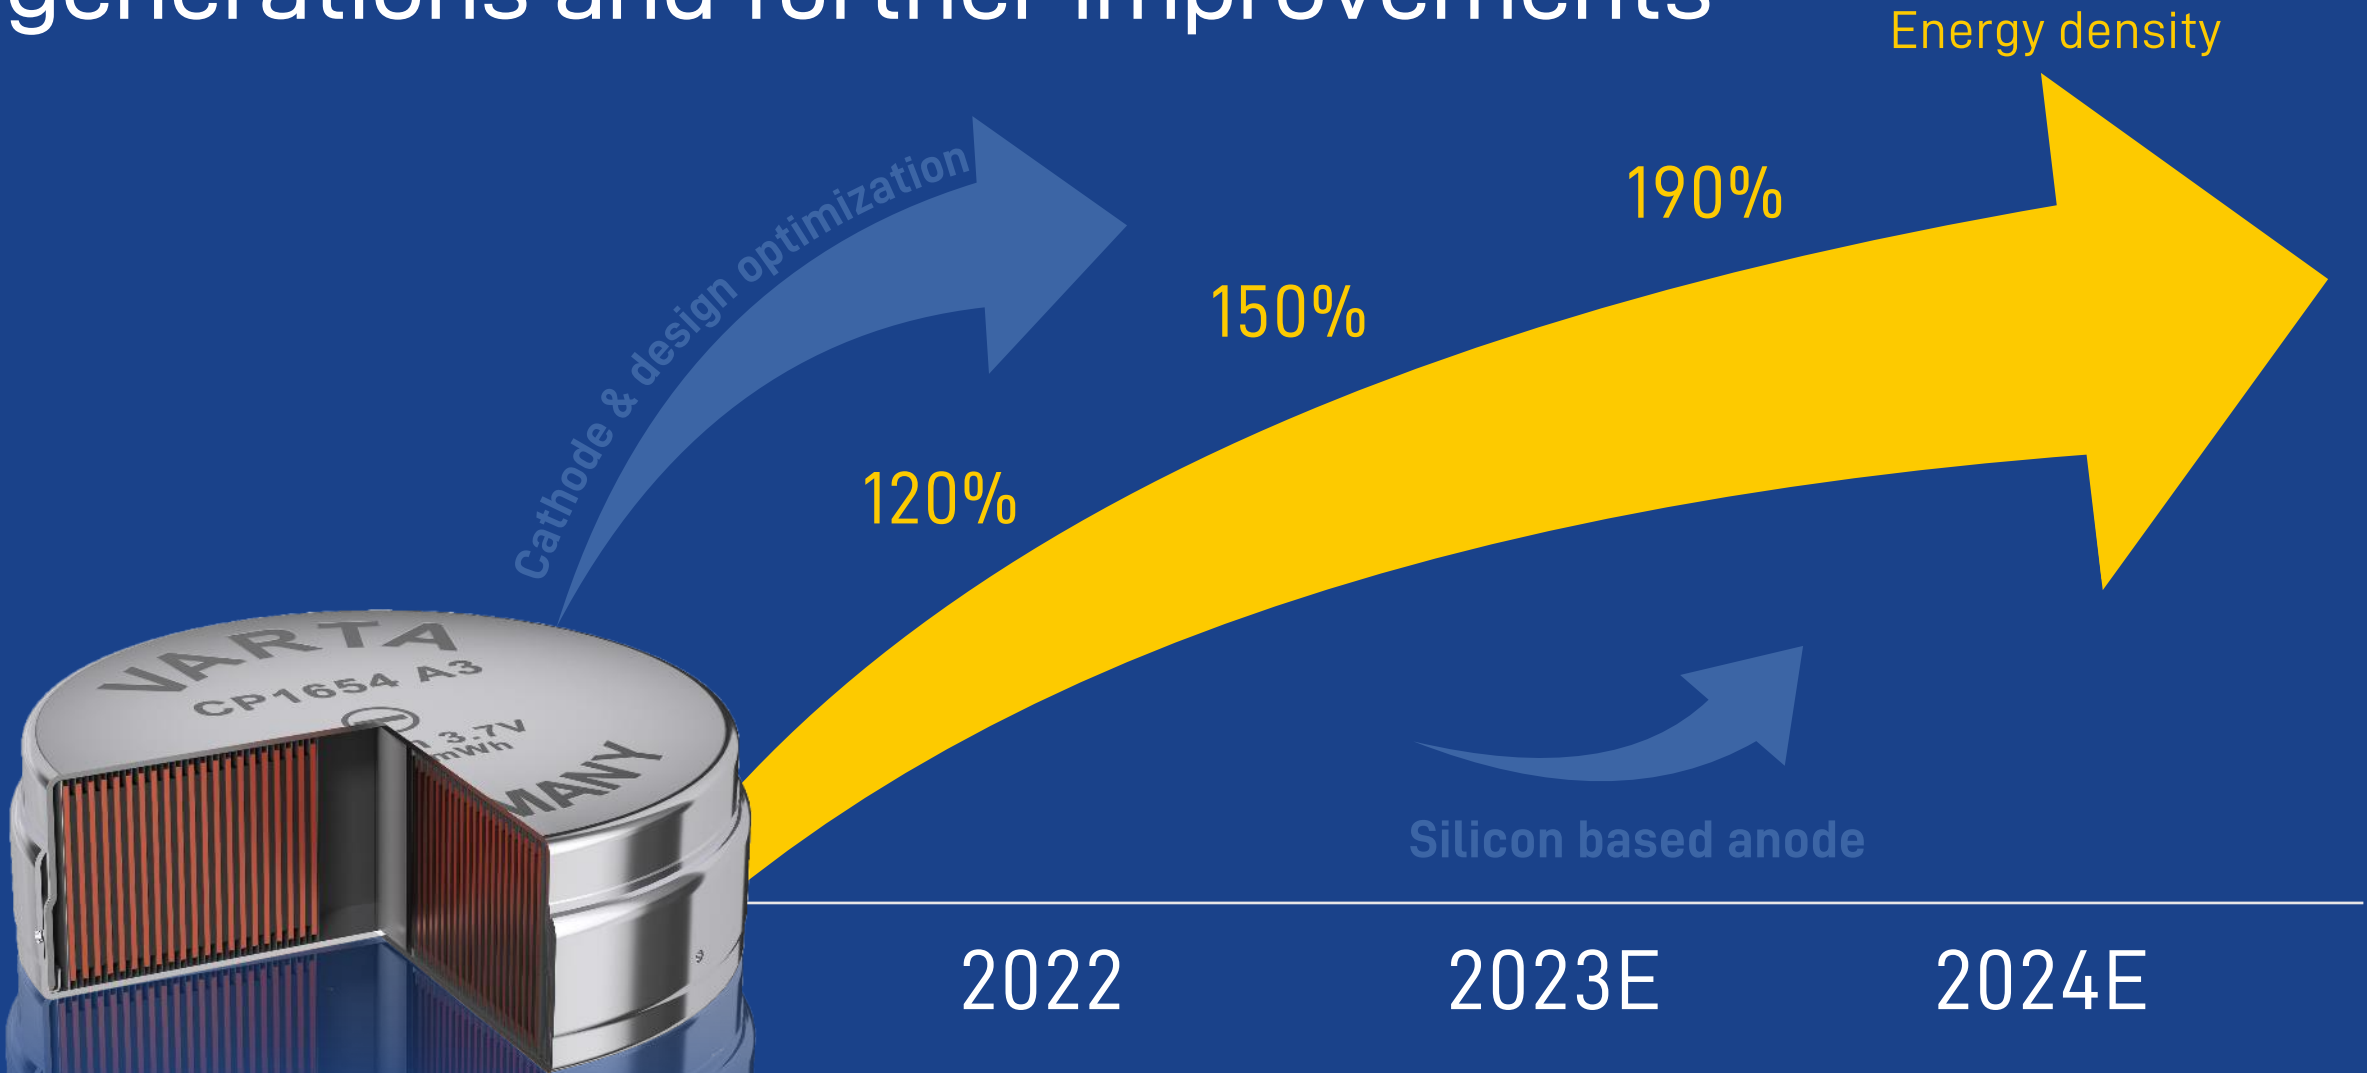 generations and further improvements
Energy density
Cathode & design optimization
190%
150%
120%
VARTA
CP1654 A3
3.7V
mWh
MANY
Silicon based anode
2022
2023E
2024E